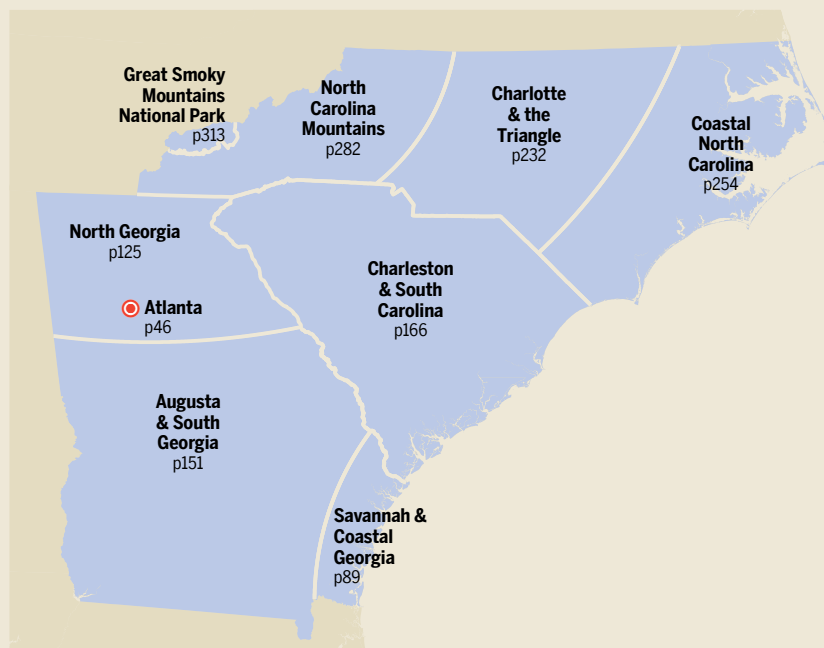 Great Smoky
Mountains
National Park
p313
North
Carolina
Mountains
p282
Charlotte
& the
Triangle
p232
Coastal
North
Carolina
p254
North Georgia
p125
Atlanta
p46
Charleston
& South
Carolina
p166
Augusta
& South
Georgia
p151
Savannah &
Coastal
Georgia
p89